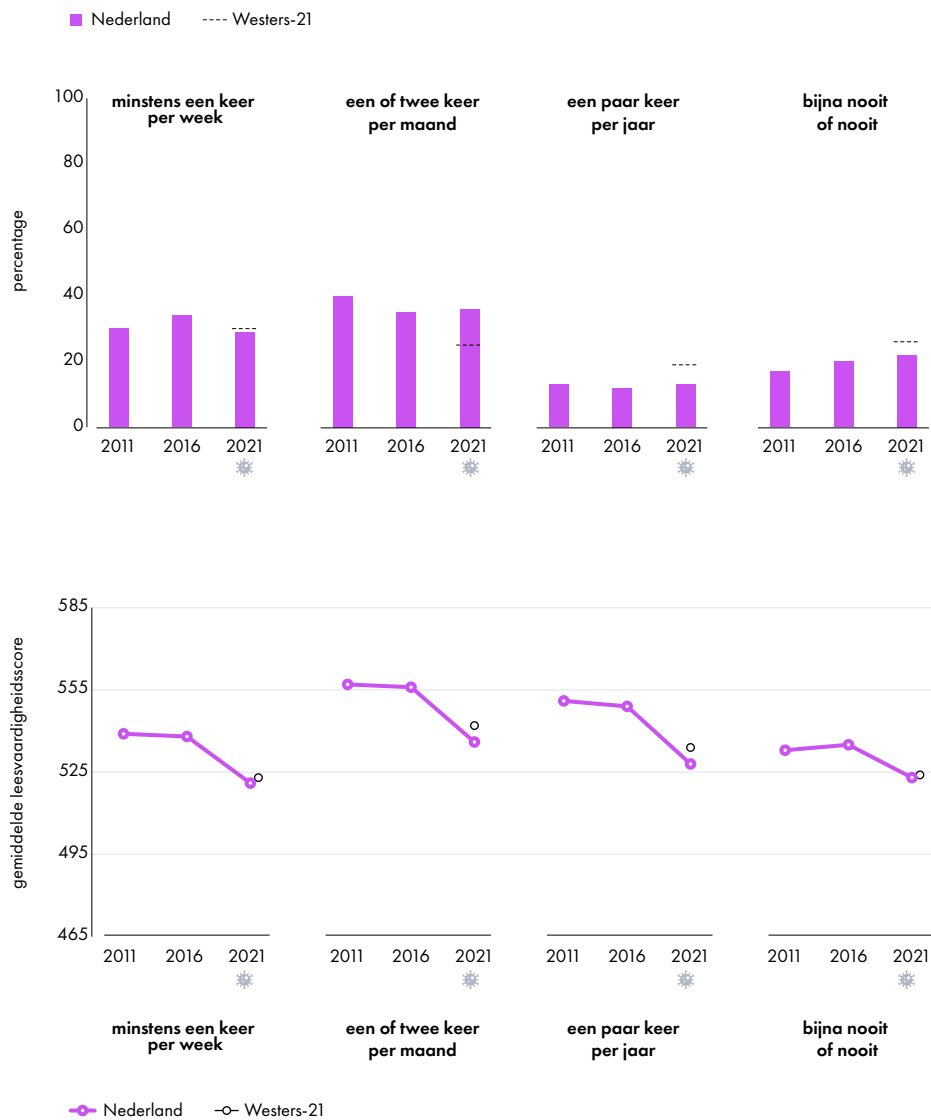 Nederland Westers-21
minstens een keer
per week
een of twee keer
per maand
een paar keer
per jaar
bijna nooit
of nooit
percentage
100
80
60
40
20
0
2011 2016 2021 2011 2016 2021 2011 2016 2021 2011 2016 2021
gemiddelde leesvaardigheidsscore
585
555
525
495
465
2011 2016 2021 2011 2016 2021 2011 2016 2021 2011 2016 2021
minstens een keer
per week
een of twee keer
per maand
een paar keer
per jaar
bijna nooit
of nooit
Nederland Westers-21